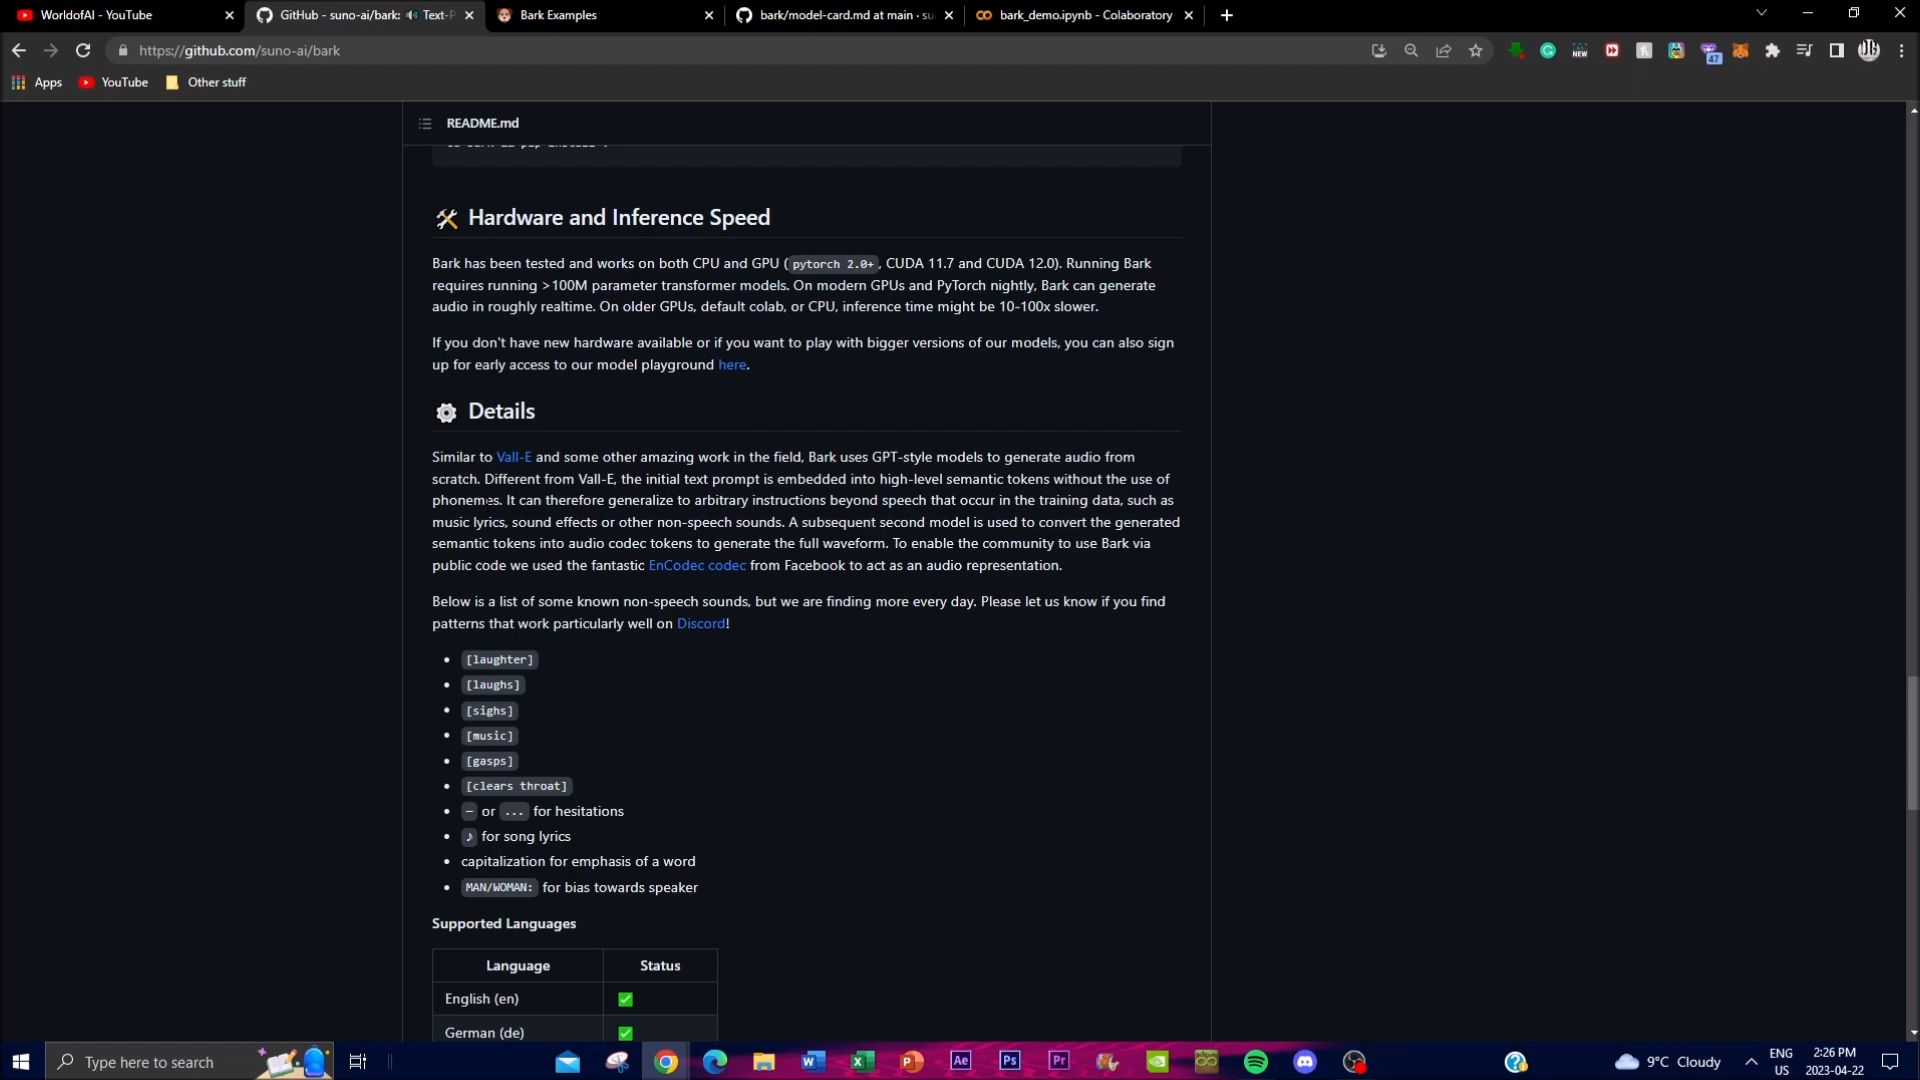 WorldofAI - YouTube
GitHub - suno-ai/bark: 🔊 Text-P
Bark Examples
bark/model-card.md at main · su
bark_demo.ipynb - Colaboratory
https://github.com/suno-ai/bark
NEW
47
Apps
YouTube
Other stuff
README.md
Hardware and Inference Speed
Bark has been tested and works on both CPU and GPU (pytorch 2.0+, CUDA 11.7 and CUDA 12.0). Running Bark
requires running >100M parameter transformer models. On modern GPUs and PyTorch nightly, Bark can generate
audio in roughly realtime. On older GPUs, default colab, or CPU, inference time might be 10-100x slower.
If you don't have new hardware available or if you want to play with bigger versions of our models, you can also sign
up for early access to our model playground here.
Details
Similar to Vall-E and some other amazing work in the field, Bark uses GPT-style models to generate audio from
scratch. Different from Vall-E, the initial text prompt is embedded into high-level semantic tokens without the use of
phonemes. It can therefore generalize to arbitrary instructions beyond speech that occur in the training data, such as
music lyrics, sound effects or other non-speech sounds. A subsequent second model is used to convert the generated
semantic tokens into audio codec tokens to generate the full waveform. To enable the community to use Bark via
public code we used the fantastic EnCodec codec from Facebook to act as an audio representation.
Below is a list of some known non-speech sounds, but we are finding more every day. Please let us know if you find
patterns that work particularly well on Discord!
• [laughter]
• [laughs]
• [sighs]
• [music]
• [gasps]
• [clears throat]
• — or ... for hesitations
• ♪ for song lyrics
• capitalization for emphasis of a word
• MAN/WOMAN: for bias towards speaker
Supported Languages
Language Status
English (en) ✅
German (de) ✅
Type here to search
Ae
Ps
Pr
9°C Cloudy
ENG
US
2:26 PM
2023-04-22